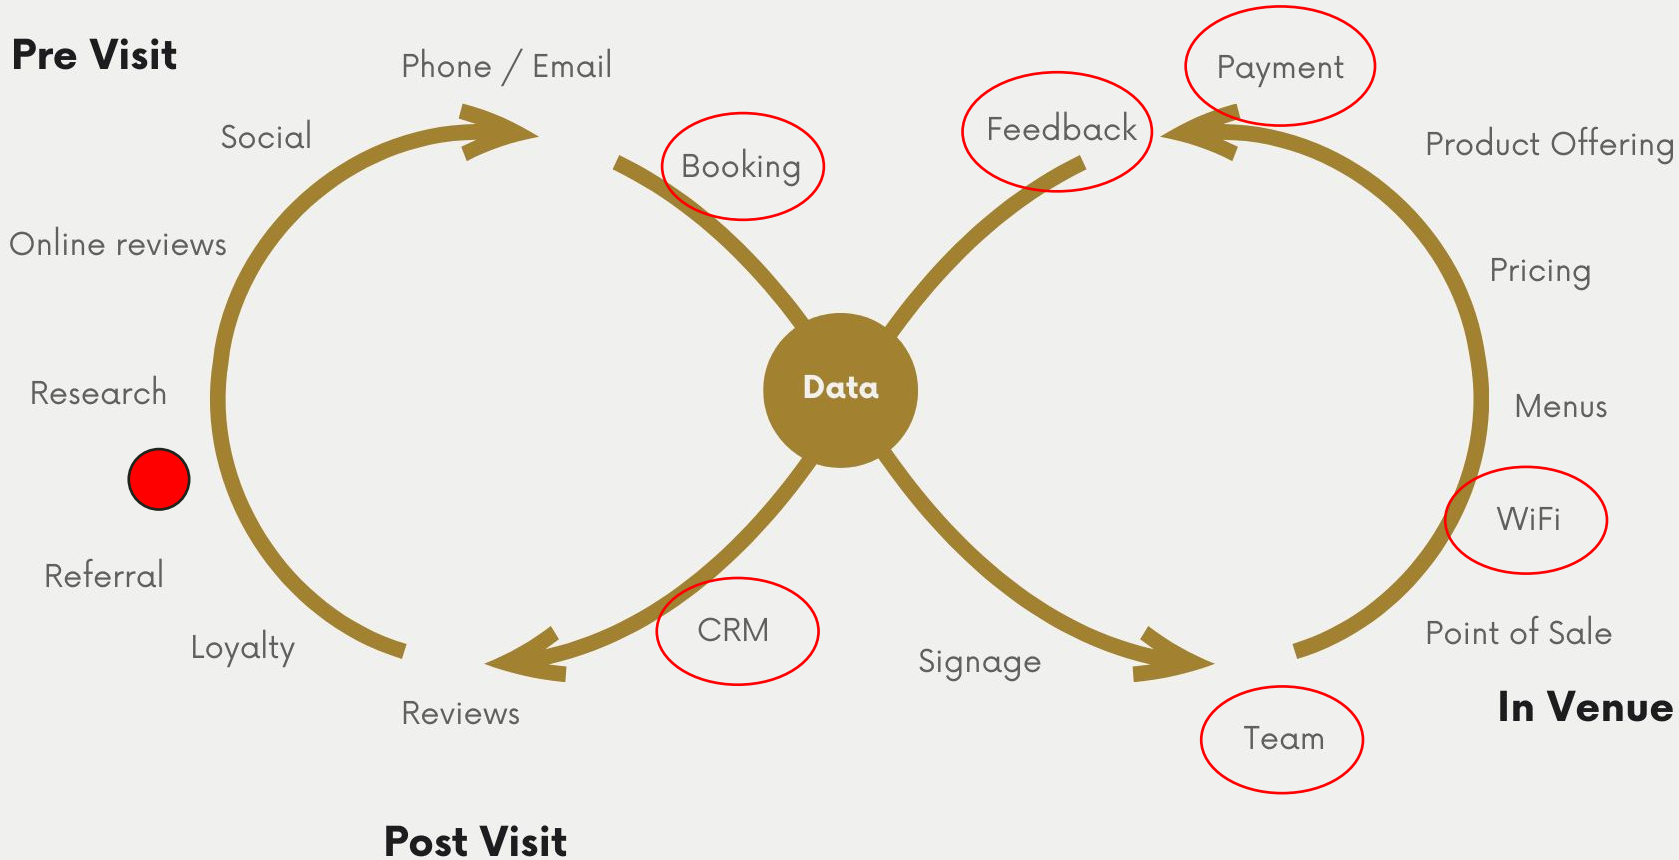 Pre Visit
Phone / Email
Payment
Social
Booking
Feedback
Product Offering
Online reviews
Pricing
Research
Data
Menus
WiFi
Referral
CRM
Point of Sale
Loyalty
Signage
Reviews
In Venue
Team
Post Visit